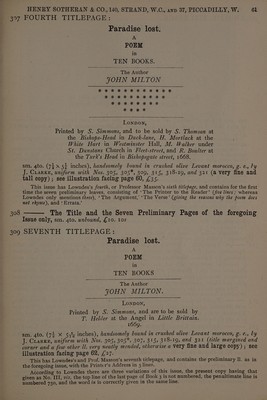 HENRY SOTHERAN & CO., 140, STRAND, W.C., AND 37, PICCADILLY, W. 61
307 FOURTH TITLEPAGE:
Paradise lost.
A
POEM
IN
TEN BOOKS.
The Author
JOHN MILTON
* * * * * * * * * * *
* * * * * * * * * *
* * * * * * * *
* * * *
LONDON,
Printed by S. Simmons, and to be sold by S. Thomson at
the Bishops-Head in Duck-lane, H. Mortlack at the
White Hart in Westminster Hall, M. Walker under
St. Dunstans Church in Fleet-street, and R. Boulter at
the Turk's Head in Bishopsgate street, 1668.
sm. 4to. (7¼ × 5¼ inches), handsomely bound in crushed olive Levant morocco, g. e., by
J. CLARKE, uniform with Nos. 305, 305*, 309, 315, 318-19, and 321 (a very fine and
tall copy); see illustration facing page 60, £35.
This issue has Lowndes's fourth, or Professor Masson's sixth titlepage, and contains for the first
time the seven preliminary leaves, consisting of 'The Printer to the Reader' (five lines; whereas
Lowndes only mentions three), 'The Argument,' 'The Verse' (giving the reasons why the poem does
not rhyme), and 'Errata.'
308 —— The Title and the Seven Preliminary Pages of the foregoing
Issue only, sm. 4to. unbound, £10. 10s
309 SEVENTH TITLEPAGE:
Paradise lost.
A
POEM
IN
TEN BOOKS
The Author
JOHN MILTON.
LONDON,
Printed by S. Simmons, and are to be sold by
T. Helder at the Angel in Little Brittain.
1669.
sm. 4to. (7⅛ × inches), handsomely bound in crushed olive Levant morocco, g. e., by
J. CLARKE, uniform with Nos. 305, 305*, 307, 315, 318-19, and 321 (title margined and
corner and a few other ll. very neatly mended, otherwise a very fine and large copy); see
illustration facing page 62, £27.
This has Lowndes's and Prof. Masson's seventh titlepage, and contains the preliminary ll. as in
the foregoing issue, with the Printer's Address in 5 lines.
According to Lowndes there are three variations of this issue, the present copy having that
given as No. III, viz. the top line of the last leaf of Book 3 is not numbered, the penultimate line is
numbered 730, and the word in is correctly given in the same line.